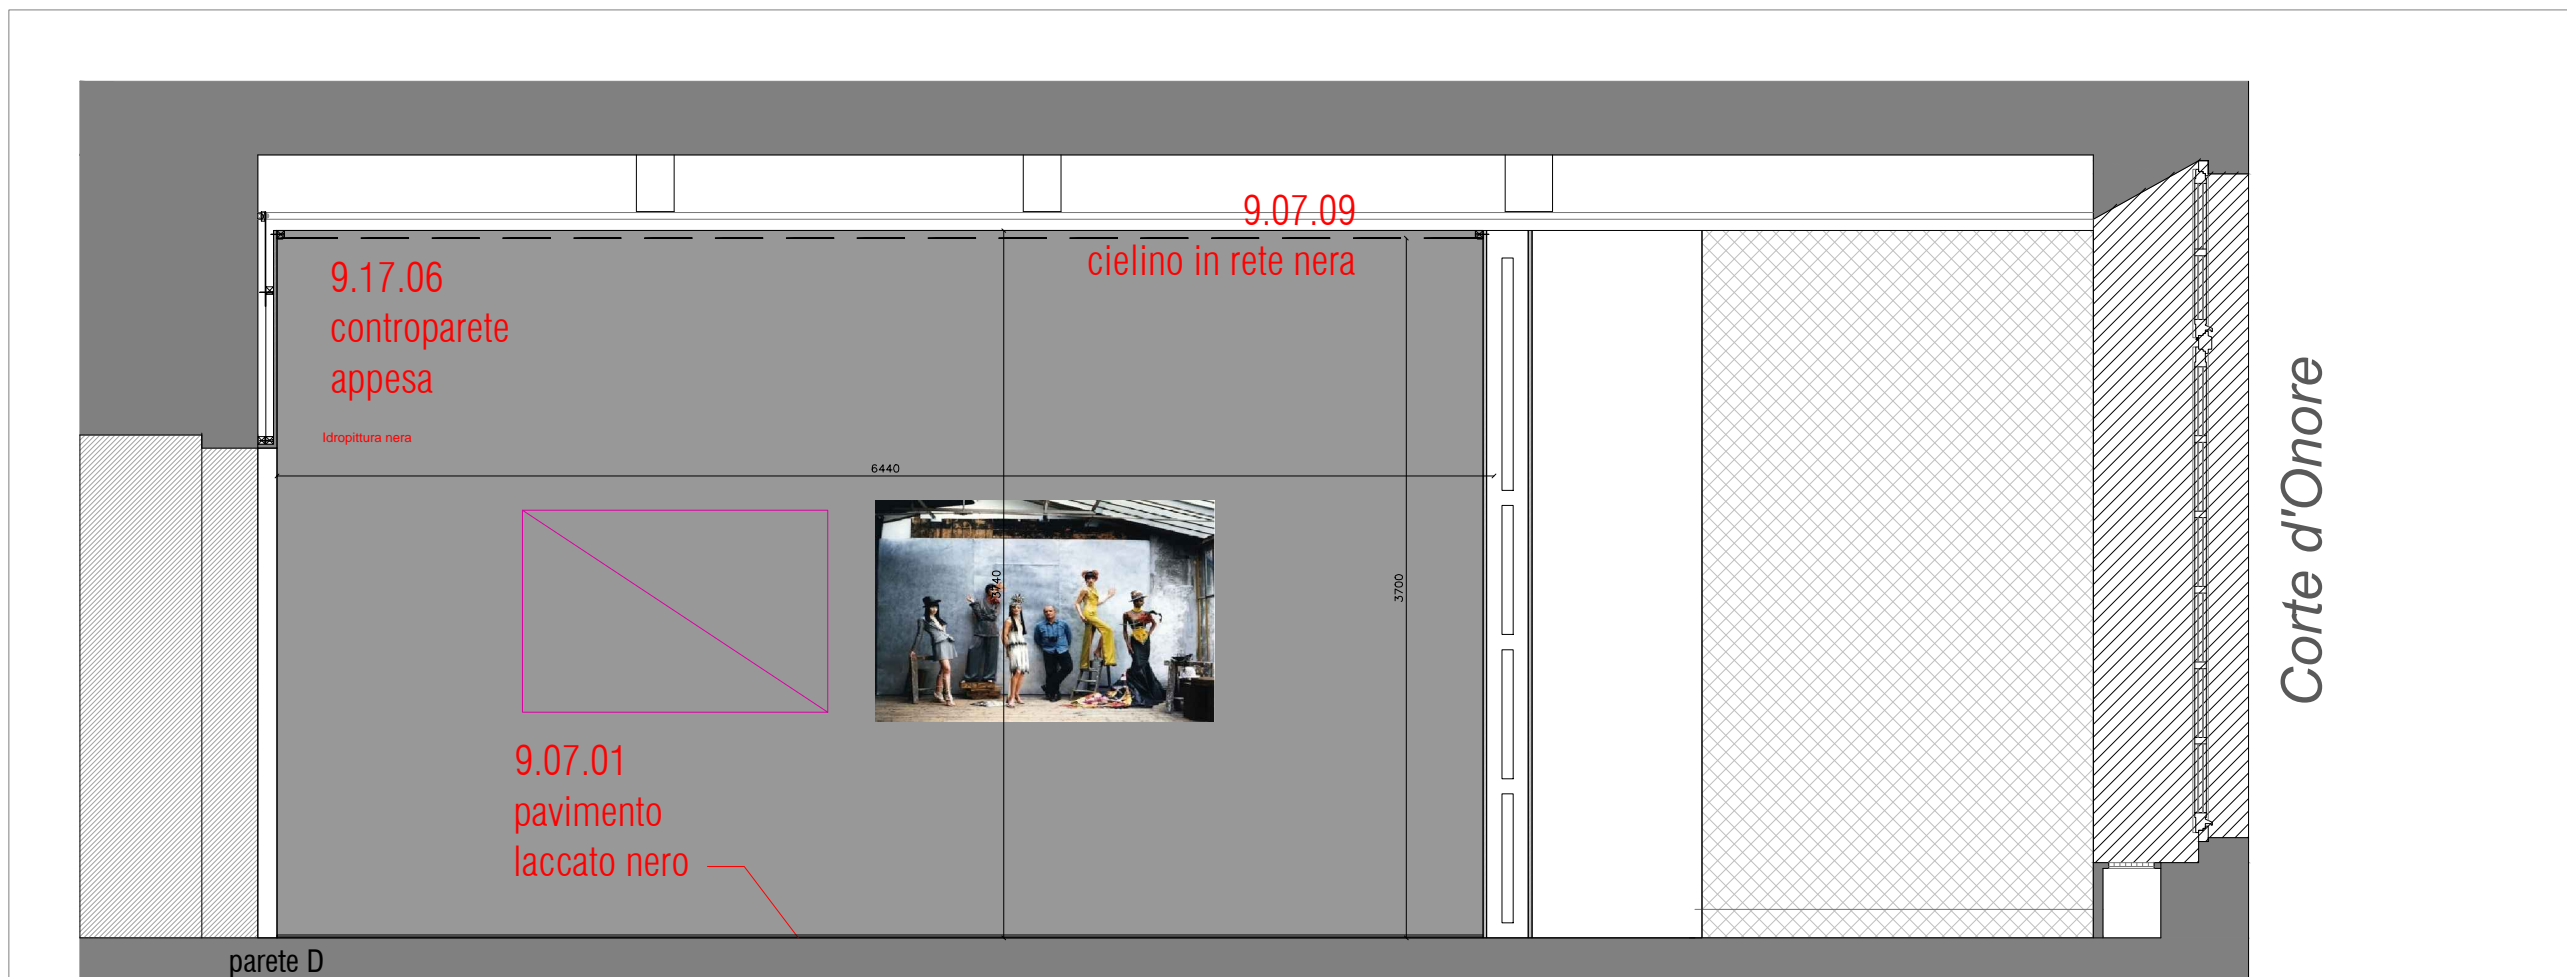 9.07.09
cielino in rete nera
9.17.06
controparete
appesa
Idropittura nera
6440
3740
3700
9.07.01
pavimento
laccato nero
Corte d'Onore
parete D